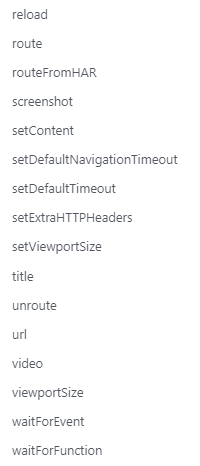 reload
route
routeFromHAR
screenshot
setContent
setDefaultNavigationTimeout
setDefaultTimeout
setExtraHTTPHeaders
setViewportSize
title
unroute
url
video
viewportSize
waitForEvent
waitForFunction